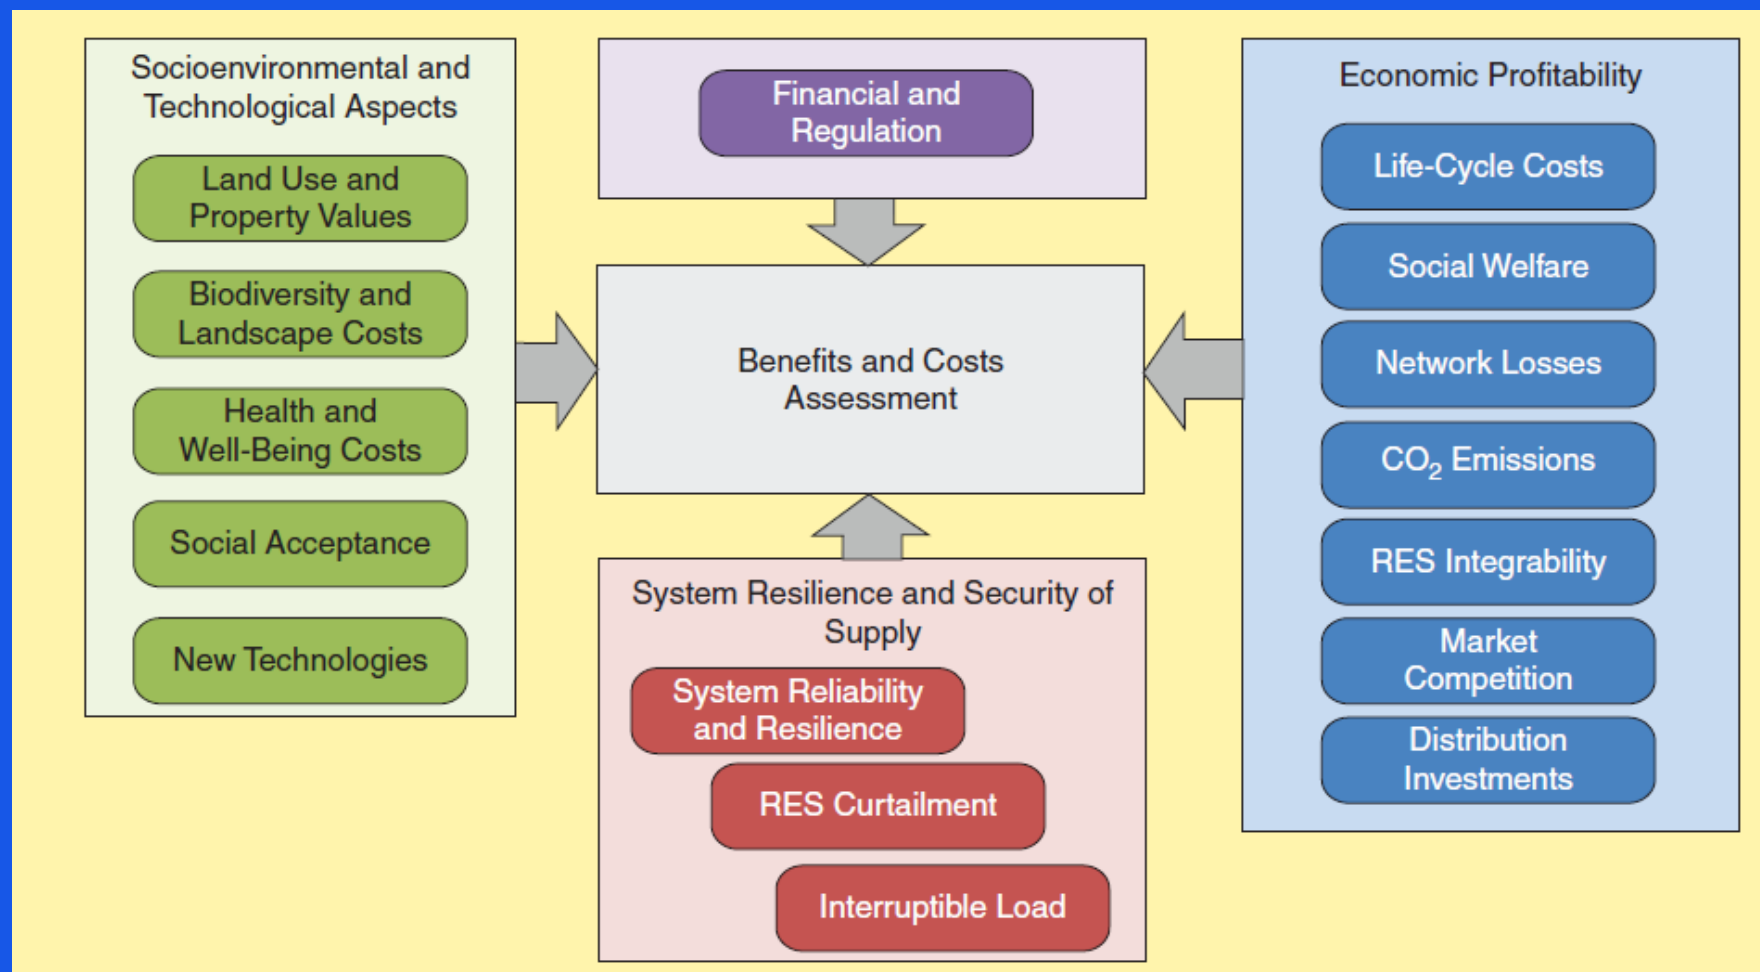 Socioenvironmental and
Technological Aspects
Land Use and
Property Values
Biodiversity and
Landscape Costs
Health and
Well-Being Costs
Social Acceptance
New Technologies
Financial and
Regulation
Benefits and Costs
Assessment
System Resilience and Security of
Supply
System Reliability
and Resilience
RES Curtailment
Interruptible Load
Economic Profitability
Life-Cycle Costs
Social Welfare
Network Losses
CO₂ Emissions
RES Integrability
Market
Competition
Distribution
Investments